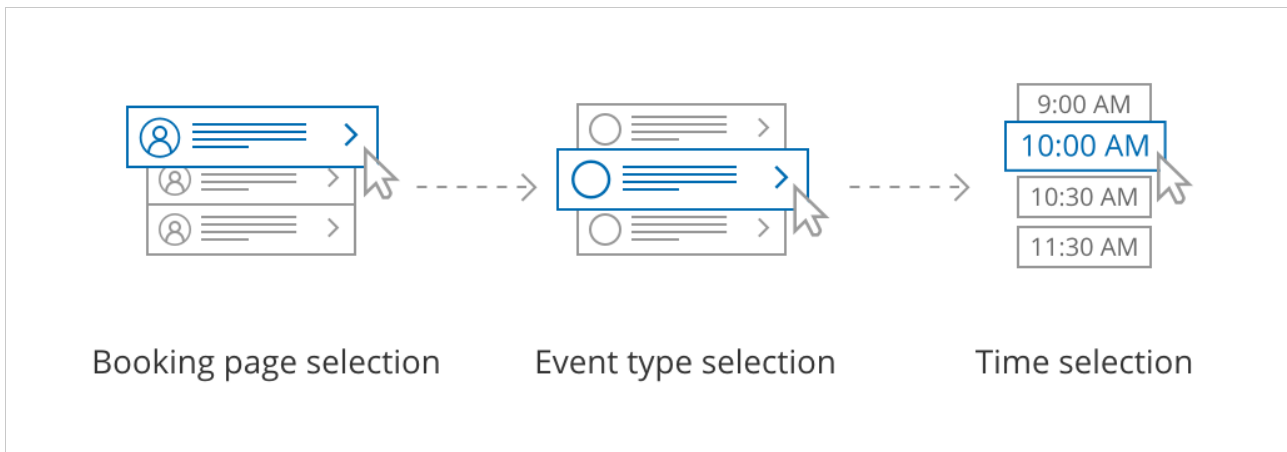 9:00 AM
10:00 AM
10:30 AM
11:30 AM
Booking page selection
Event type selection
Time selection